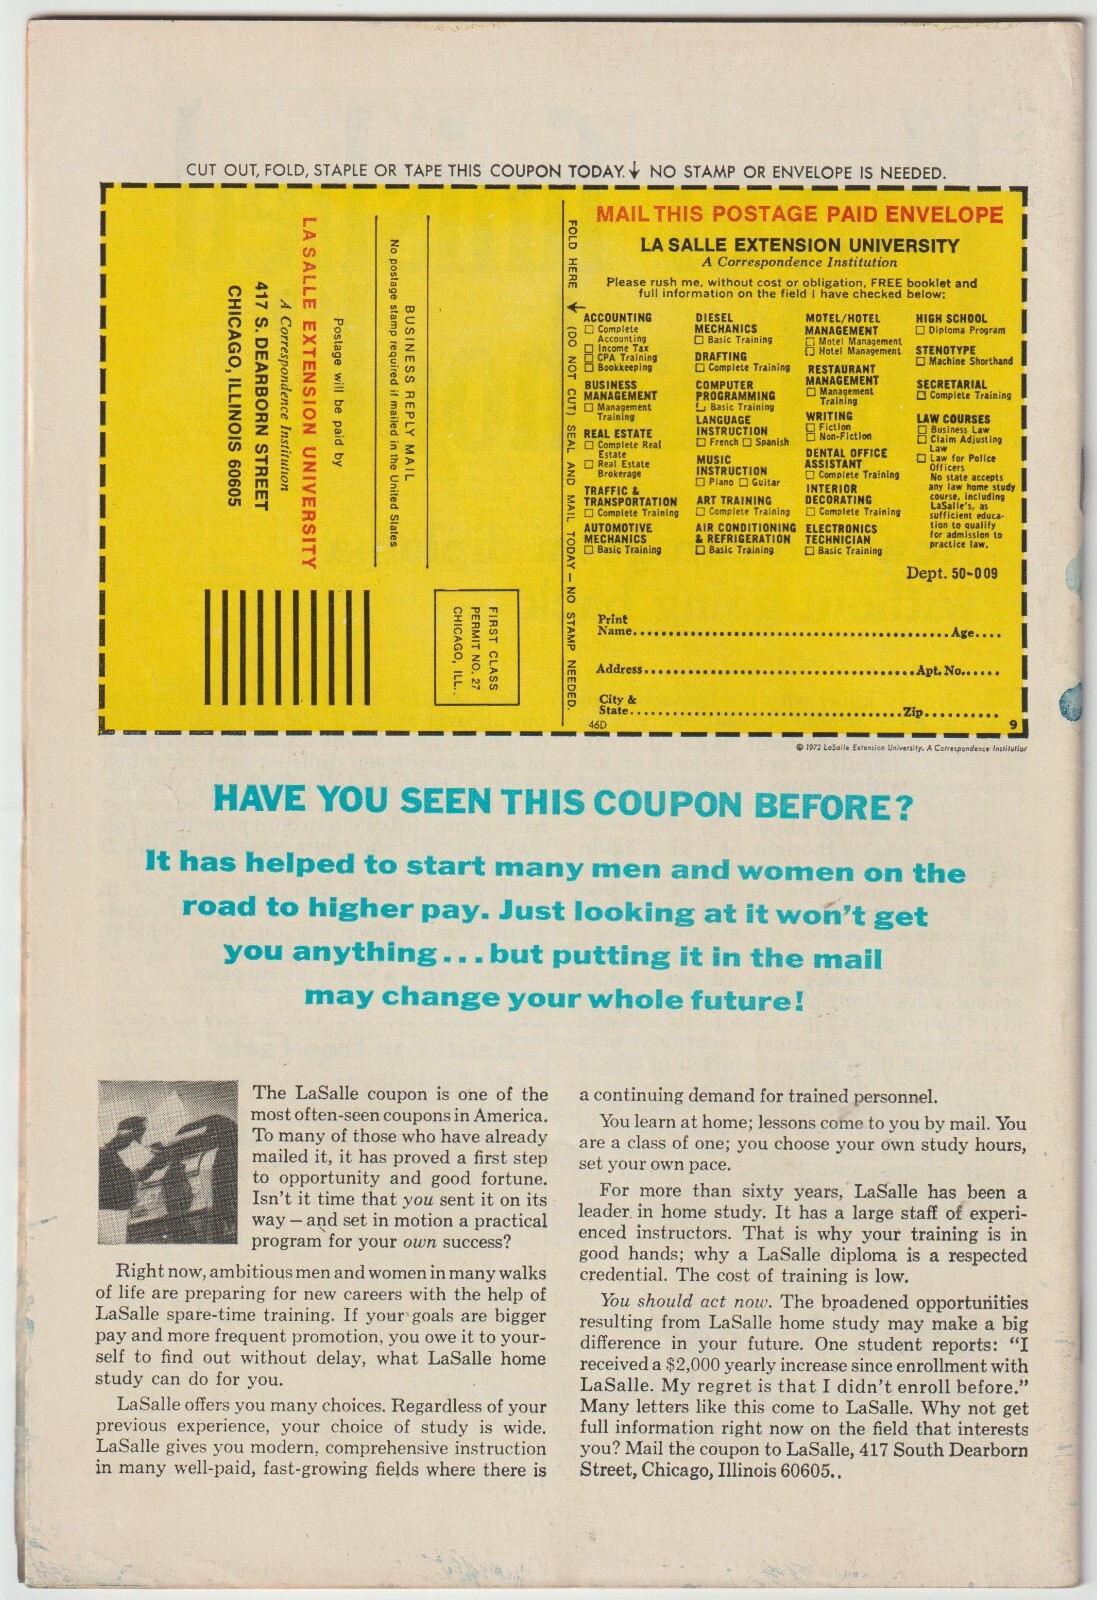 CUT OUT, FOLD, STAPLE OR TAPE THIS COUPON TODAY. ↓ NO STAMP OR ENVELOPE IS NEEDED.
No postage stamp required if mailed in the United States
BUSINESS REPLY MAIL
Postage will be paid by
LA SALLE EXTENSION UNIVERSITY
A Correspondence Institution
417 S. DEARBORN STREET
CHICAGO, ILLINOIS 60605
FIRST CLASS
PERMIT NO. 27
CHICAGO, ILL.
FOLD HERE ↓ (DO NOT CUT) SEAL AND MAIL TODAY — NO STAMP NEEDED.
MAIL THIS POSTAGE PAID ENVELOPE
LA SALLE EXTENSION UNIVERSITY
A Correspondence Institution
Please rush me, without cost or obligation, FREE booklet and
full information on the field I have checked below:
ACCOUNTING
☐ Complete
Accounting
☐ Income Tax
☐ CPA Training
☐ Bookkeeping
BUSINESS
MANAGEMENT
☐ Management
Training
REAL ESTATE
☐ Complete Real
Estate
☐ Real Estate
Brokerage
TRAFFIC &
TRANSPORTATION
☐ Complete Training
AUTOMOTIVE
MECHANICS
☐ Basic Training
DIESEL
MECHANICS
☐ Basic Training
DRAFTING
☐ Complete Training
COMPUTER
PROGRAMMING
☐ Basic Training
LANGUAGE
INSTRUCTION
☐ French ☐ Spanish
MUSIC
INSTRUCTION
☐ Piano ☐ Guitar
ART TRAINING
☐ Complete Training
AIR CONDITIONING
& REFRIGERATION
☐ Basic Training
MOTEL/HOTEL
MANAGEMENT
☐ Motel Management
☐ Hotel Management
RESTAURANT
MANAGEMENT
☐ Management
Training
WRITING
☐ Fiction
☐ Non-Fiction
DENTAL OFFICE
ASSISTANT
☐ Complete Training
INTERIOR
DECORATING
☐ Complete Training
ELECTRONICS
TECHNICIAN
☐ Basic Training
HIGH SCHOOL
☐ Diploma Program
STENOTYPE
☐ Machine Shorthand
SECRETARIAL
☐ Complete Training
LAW COURSES
☐ Business Law
☐ Claim Adjusting
Law
☐ Law for Police
Officers
No state accepts
any law home study
course, including
LaSalle's, as
sufficient educa-
tion to qualify
for admission to
practice law.
Dept. 50-009
Print
Name................................................Age....
Address..........................................Apt. No......
City &
State..........................................Zip...........
46D
9
© 1972 LaSalle Extension University, A Correspondence Institution
HAVE YOU SEEN THIS COUPON BEFORE?
It has helped to start many men and women on the
road to higher pay. Just looking at it won't get
you anything...but putting it in the mail
may change your whole future!
The LaSalle coupon is one of the
most often-seen coupons in America.
To many of those who have already
mailed it, it has proved a first step
to opportunity and good fortune.
Isn't it time that you sent it on its
way — and set in motion a practical
program for your own success?
Right now, ambitious men and women in many walks
of life are preparing for new careers with the help of
LaSalle spare-time training. If your goals are bigger
pay and more frequent promotion, you owe it to your-
self to find out without delay, what LaSalle home
study can do for you.
LaSalle offers you many choices. Regardless of your
previous experience, your choice of study is wide.
LaSalle gives you modern, comprehensive instruction
in many well-paid, fast-growing fields where there is
a continuing demand for trained personnel.
You learn at home; lessons come to you by mail. You
are a class of one; you choose your own study hours,
set your own pace.
For more than sixty years, LaSalle has been a
leader in home study. It has a large staff of experi-
enced instructors. That is why your training is in
good hands; why a LaSalle diploma is a respected
credential. The cost of training is low.
You should act now. The broadened opportunities
resulting from LaSalle home study may make a big
difference in your future. One student reports: “I
received a $2,000 yearly increase since enrollment with
LaSalle. My regret is that I didn't enroll before.”
Many letters like this come to LaSalle. Why not get
full information right now on the field that interests
you? Mail the coupon to LaSalle, 417 South Dearborn
Street, Chicago, Illinois 60605..